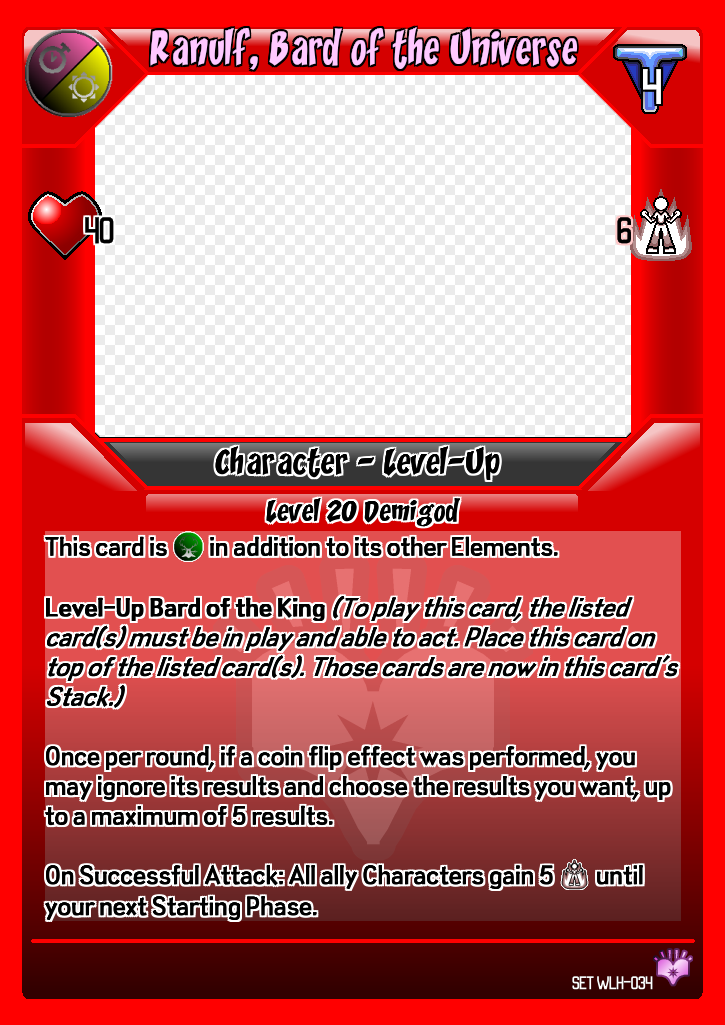 Ranulf, Bard of the Universe
4
40
6
Character - Level-Up
Level 20 Demigod
This card is in addition to its other Elements.
Level-Up Bard of the King (To play this card, the listed
card(s) must be in play and able to act. Place this card on
top of the listed card(s). Those cards are now in this card's
Stack.)
Once per round, if a coin flip effect was performed, you
may ignore its results and choose the results you want, up
to a maximum of 5 results.
On Successful Attack: All ally Characters gain 5 until
your next Starting Phase.
SET WLH-034